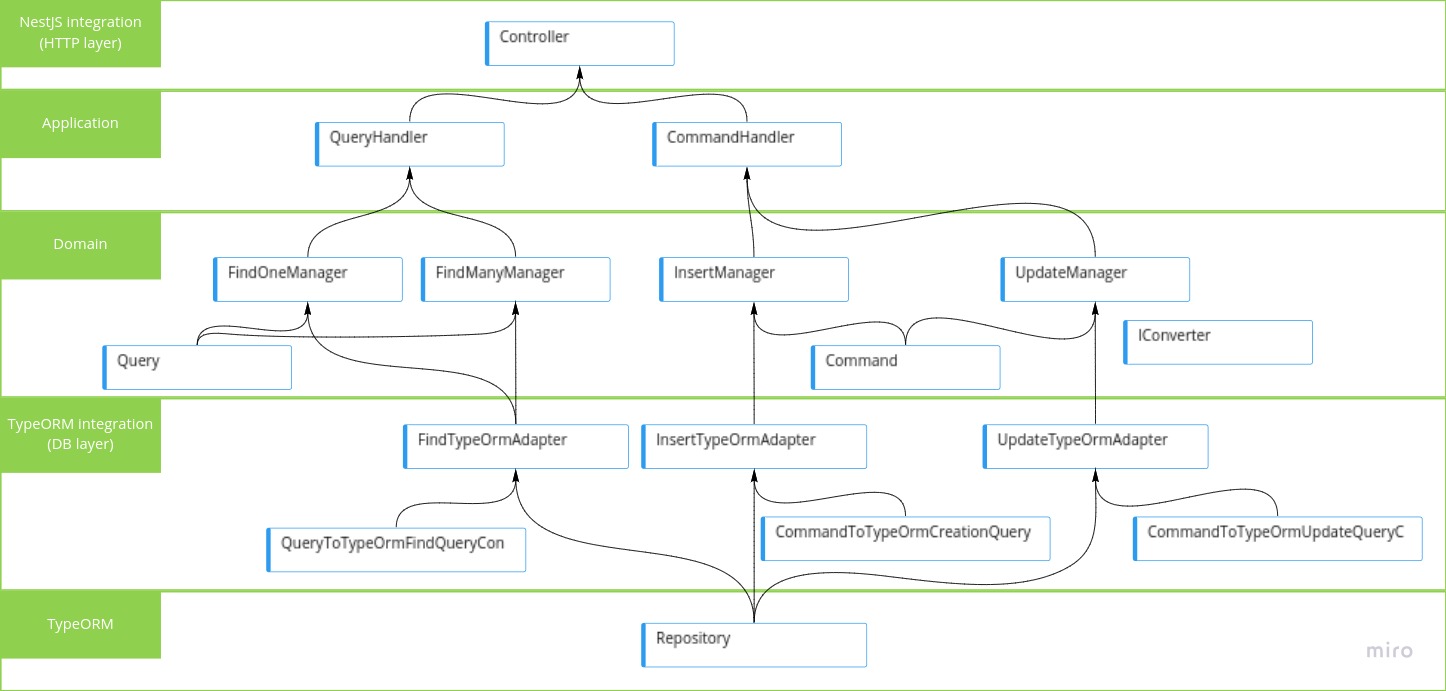 NestJS integration
(HTTP layer)
Controller
Application
QueryHandler
CommandHandler
Domain
FindOneManager
FindManyManager
InsertManager
UpdateManager
IConverter
Query
Command
TypeORM integration
(DB layer)
FindTypeOrmAdapter
InsertTypeOrmAdapter
UpdateTypeOrmAdapter
QueryToTypeOrmFindQueryCon
CommandToTypeOrmCreationQuery
CommandToTypeOrmUpdateQueryC
TypeORM
Repository
miro